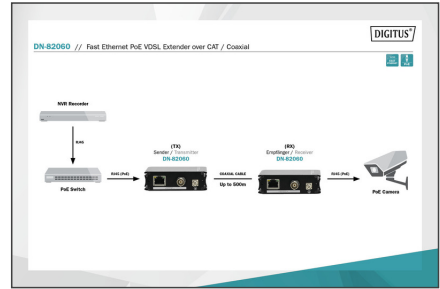 DIGITUS®
DN-82060 // Fast Ethernet PoE VDSL Extender over CAT / Coaxial
NVR Recorder
RJ45
PoE Switch
RJ45 (PoE)
(TX)
Sender / Transmitter
DN-82060
COAXIAL CABLE
Up to 500m
(RX)
Empfänger / Receiver
DN-82060
RJ45 (PoE)
PoE Camera